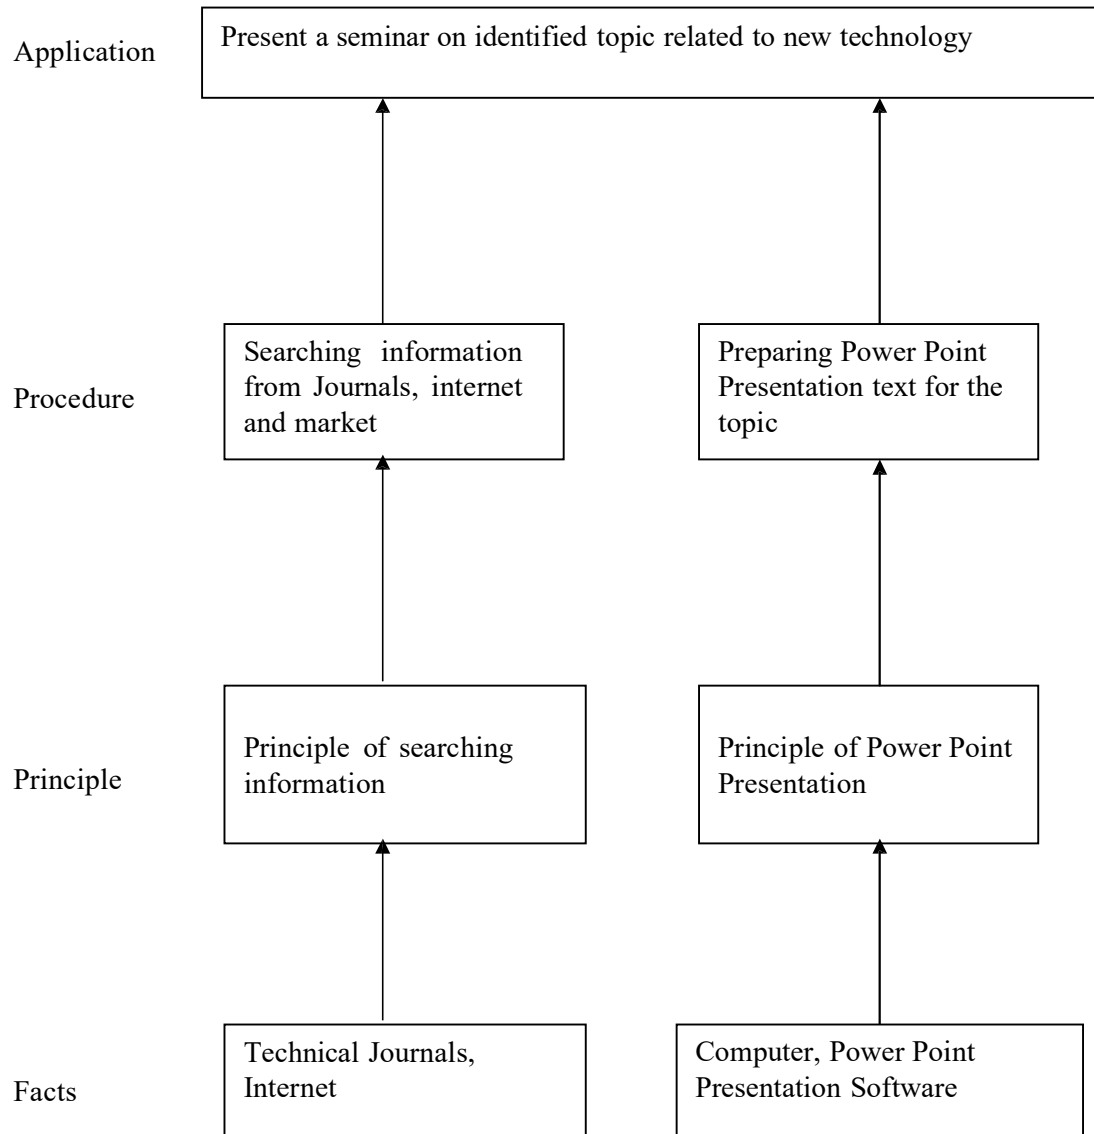 Application
Present a seminar on identified topic related to new technology
Procedure
Searching information
from Journals, internet
and market
Preparing Power Point
Presentation text for the
topic
Principle
Principle of searching
information
Principle of Power Point
Presentation
Facts
Technical Journals,
Internet
Computer, Power Point
Presentation Software